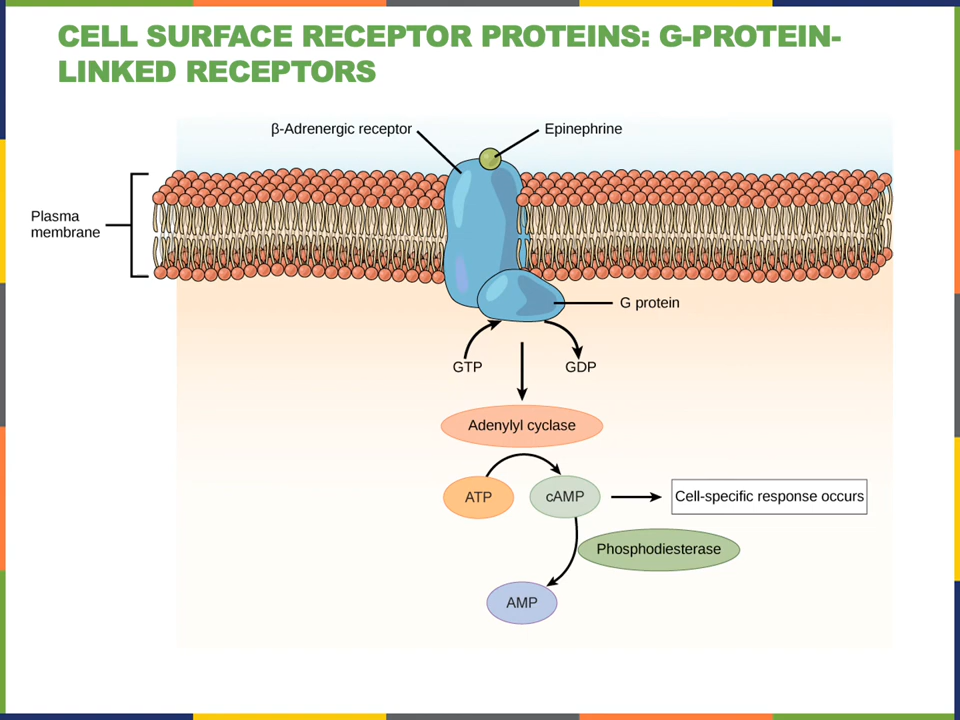 CELL SURFACE RECEPTOR PROTEINS: G-PROTEIN-
LINKED RECEPTORS
β-Adrenergic receptor
Epinephrine
Plasma
membrane
G protein
GTP
GDP
Adenylyl cyclase
ATP
cAMP
Cell-specific response occurs
Phosphodiesterase
AMP